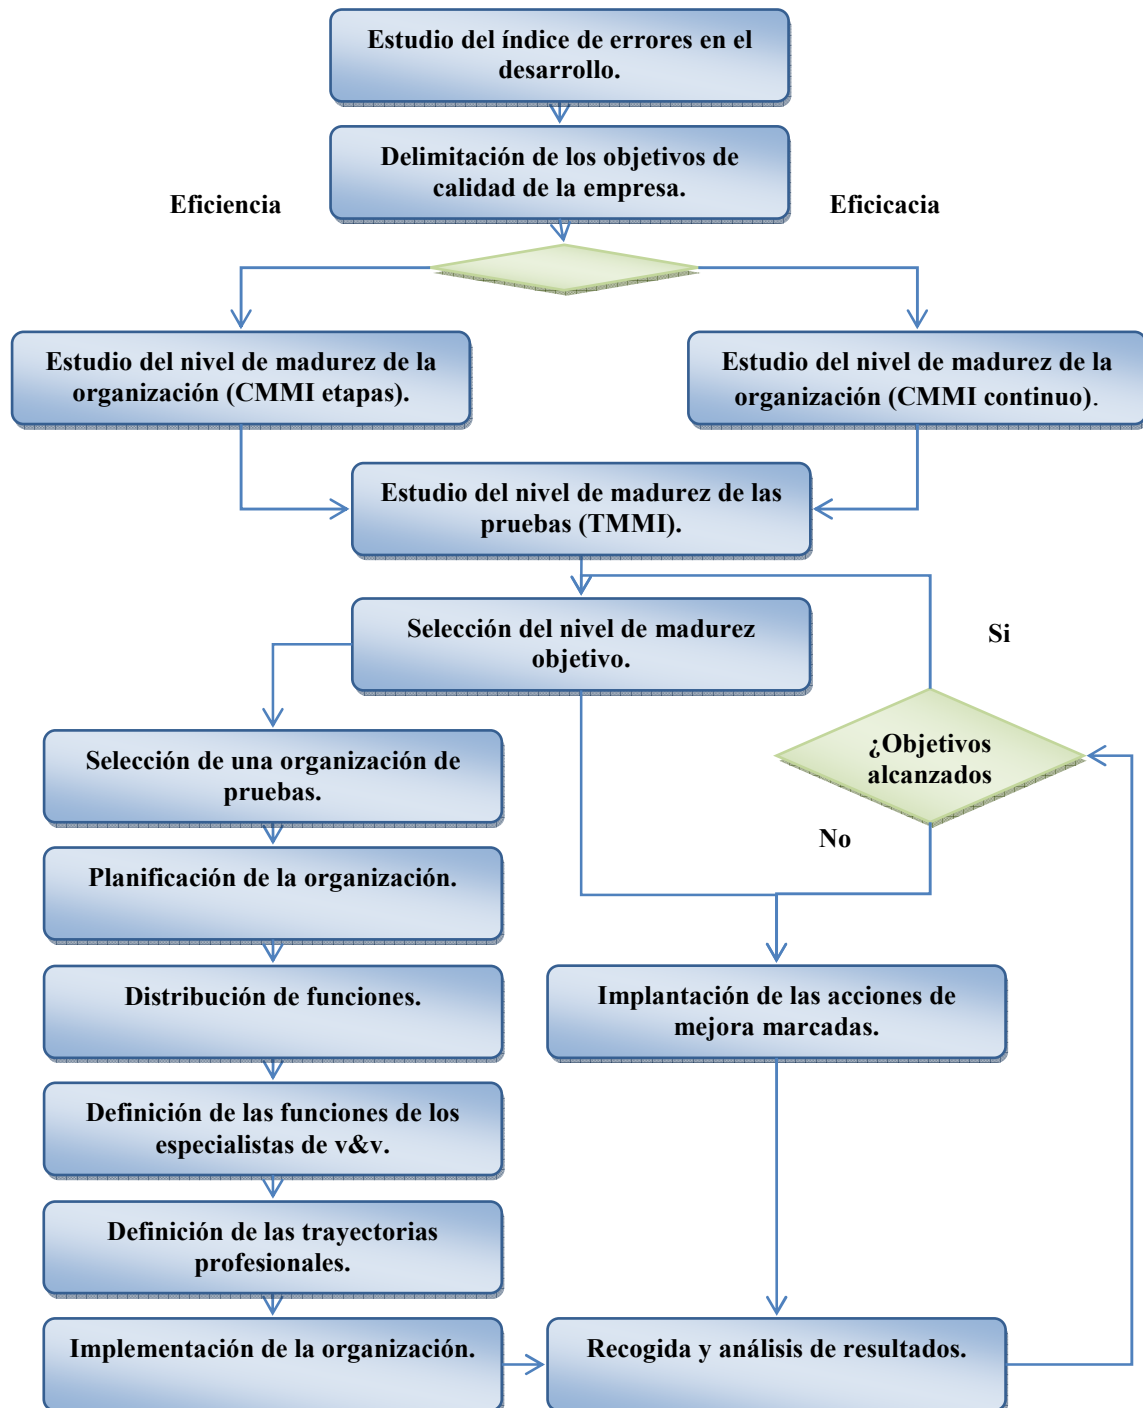 Estudio del índice de errores en el
desarrollo.
Delimitación de los objetivos de
calidad de la empresa.
Eficiencia
Eficicacia
Estudio del nivel de madurez de la
organización (CMMI etapas).
Estudio del nivel de madurez de la
organización (CMMI continuo).
Estudio del nivel de madurez de las
pruebas (TMMI).
Selección del nivel de madurez
objetivo.
Si
Selección de una organización de
pruebas.
¿Objetivos
alcanzados
No
Planificación de la organización.
Distribución de funciones.
Implantación de las acciones de
mejora marcadas.
Definición de las funciones de los
especialistas de v&v.
Definición de las trayectorias
profesionales.
Implementación de la organización.
Recogida y análisis de resultados.